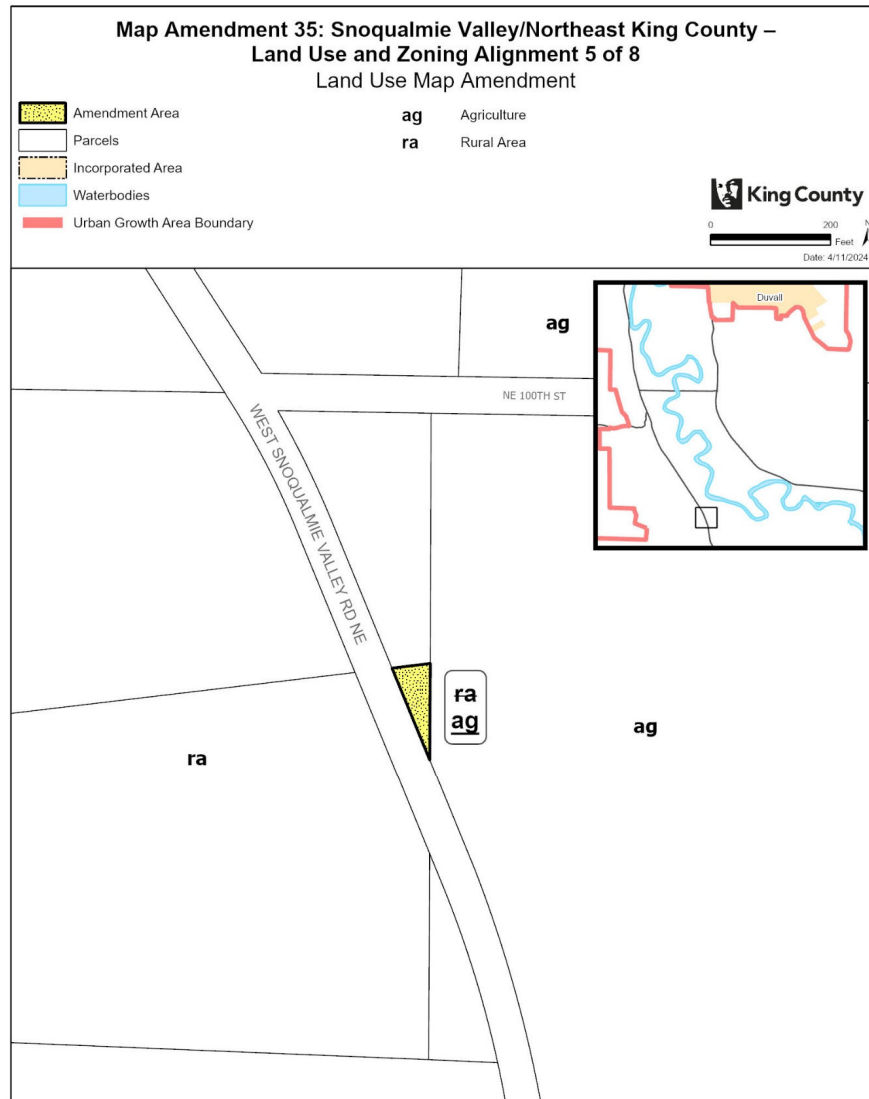 Map Amendment 35: Snoqualmie Valley/Northeast King County –
Land Use and Zoning Alignment 5 of 8
Land Use Map Amendment
Amendment Area
Parcels
Incorporated Area
Waterbodies
Urban Growth Area Boundary
ag Agriculture
ra Rural Area
King County
0 200
Feet
N
Date: 4/11/2024
Duvall
ag
NE 100TH ST
WEST SNOQUALMIE VALLEY RD NE
ra
ag
ag
ra